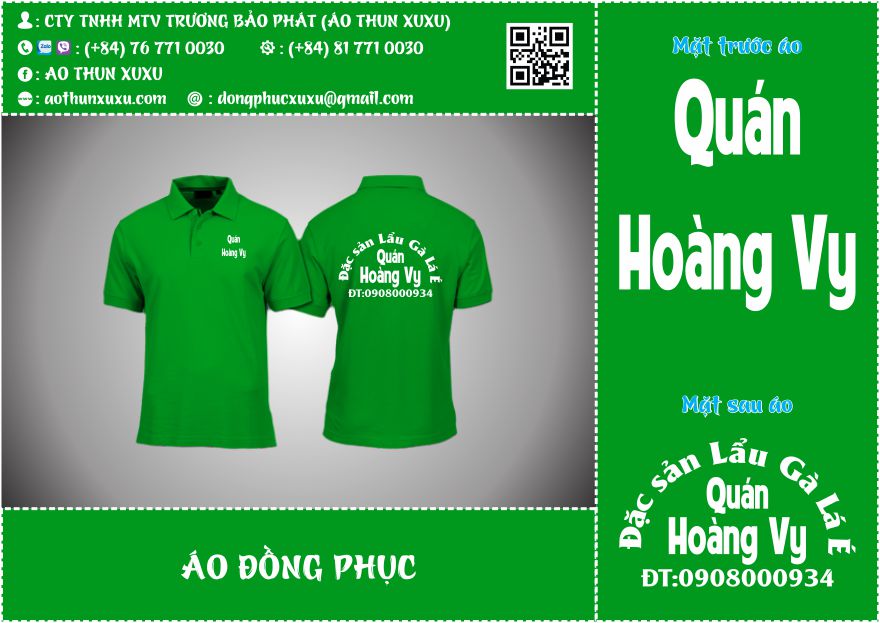 : CTY TNHH MTV TRƯƠNG BẢO PHÁT (ÁO THUN XUXU)
Zalo : (+84) 76 771 0030 : (+84) 81 771 0030
: AO THUN XUXU
www : aothunxuxu.com @ : dongphucxuxu@gmail.com
Quán
Hoàng Vy
Đặc sản Lẩu Gà Lá É
Quán
Hoàng Vy
ĐT:0908000934
ÁO ĐỒNG PHỤC
Mặt trước áo
Quán
Hoàng Vy
Mặt sau áo
Đặc sản Lẩu Gà Lá É
Quán
Hoàng Vy
ĐT:0908000934